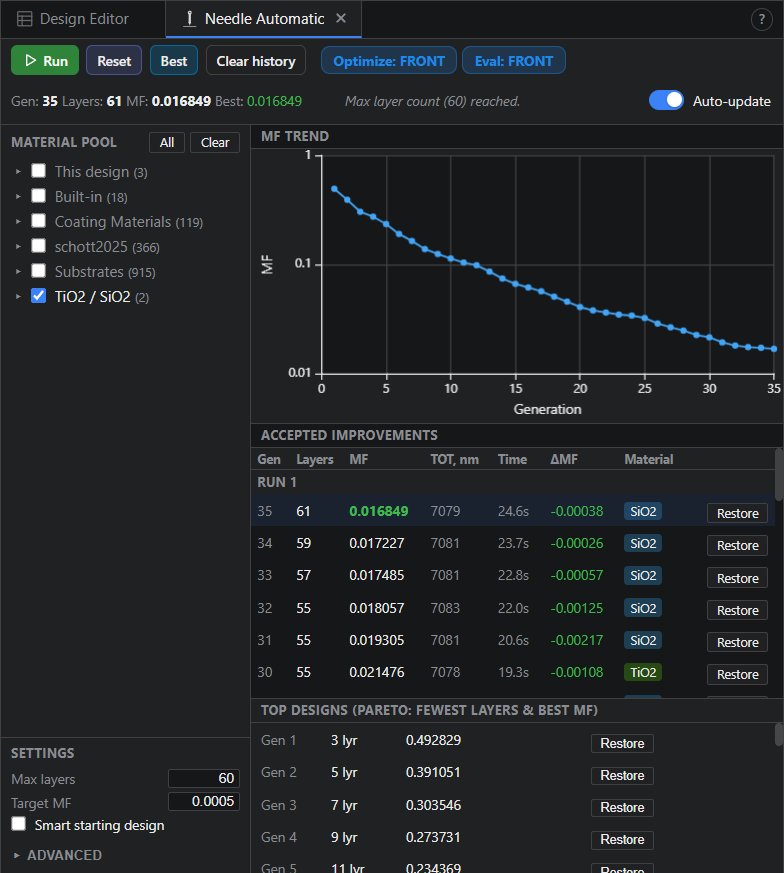 Design Editor
Needle Automatic ✕
?
Run Reset Best Clear history Optimize: FRONT Eval: FRONT
Gen: 35 Layers: 61 MF: 0.016849 Best: 0.016849 Max layer count (60) reached. Auto-update
MATERIAL POOL All Clear
This design (3)
Built-in (18)
Coating Materials (119)
schott2025 (366)
Substrates (915)
TiO2 / SiO2 (2)
SETTINGS
Max layers 60
Target MF 0.0005
Smart starting design
ADVANCED
MF TREND
1
0.1
0.01
MF
0 5 10 15 20 25 30 35
Generation
ACCEPTED IMPROVEMENTS
Gen Layers MF TOT, nm Time ΔMF Material
RUN 1
35 61 0.016849 7079 24.6s -0.00038 SiO2 Restore
34 59 0.017227 7081 23.7s -0.00026 SiO2 Restore
33 57 0.017485 7081 22.8s -0.00057 SiO2 Restore
32 55 0.018057 7083 22.0s -0.00125 SiO2 Restore
31 55 0.019305 7081 20.6s -0.00217 SiO2 Restore
30 55 0.021476 7078 19.3s -0.00108 TiO2 Restore
TOP DESIGNS (PARETO: FEWEST LAYERS & BEST MF)
Gen 1 3 lyr 0.492829 Restore
Gen 2 5 lyr 0.391051 Restore
Gen 3 7 lyr 0.303546 Restore
Gen 4 9 lyr 0.273731 Restore
Gen 5 11 lyr 0.234369 Restore